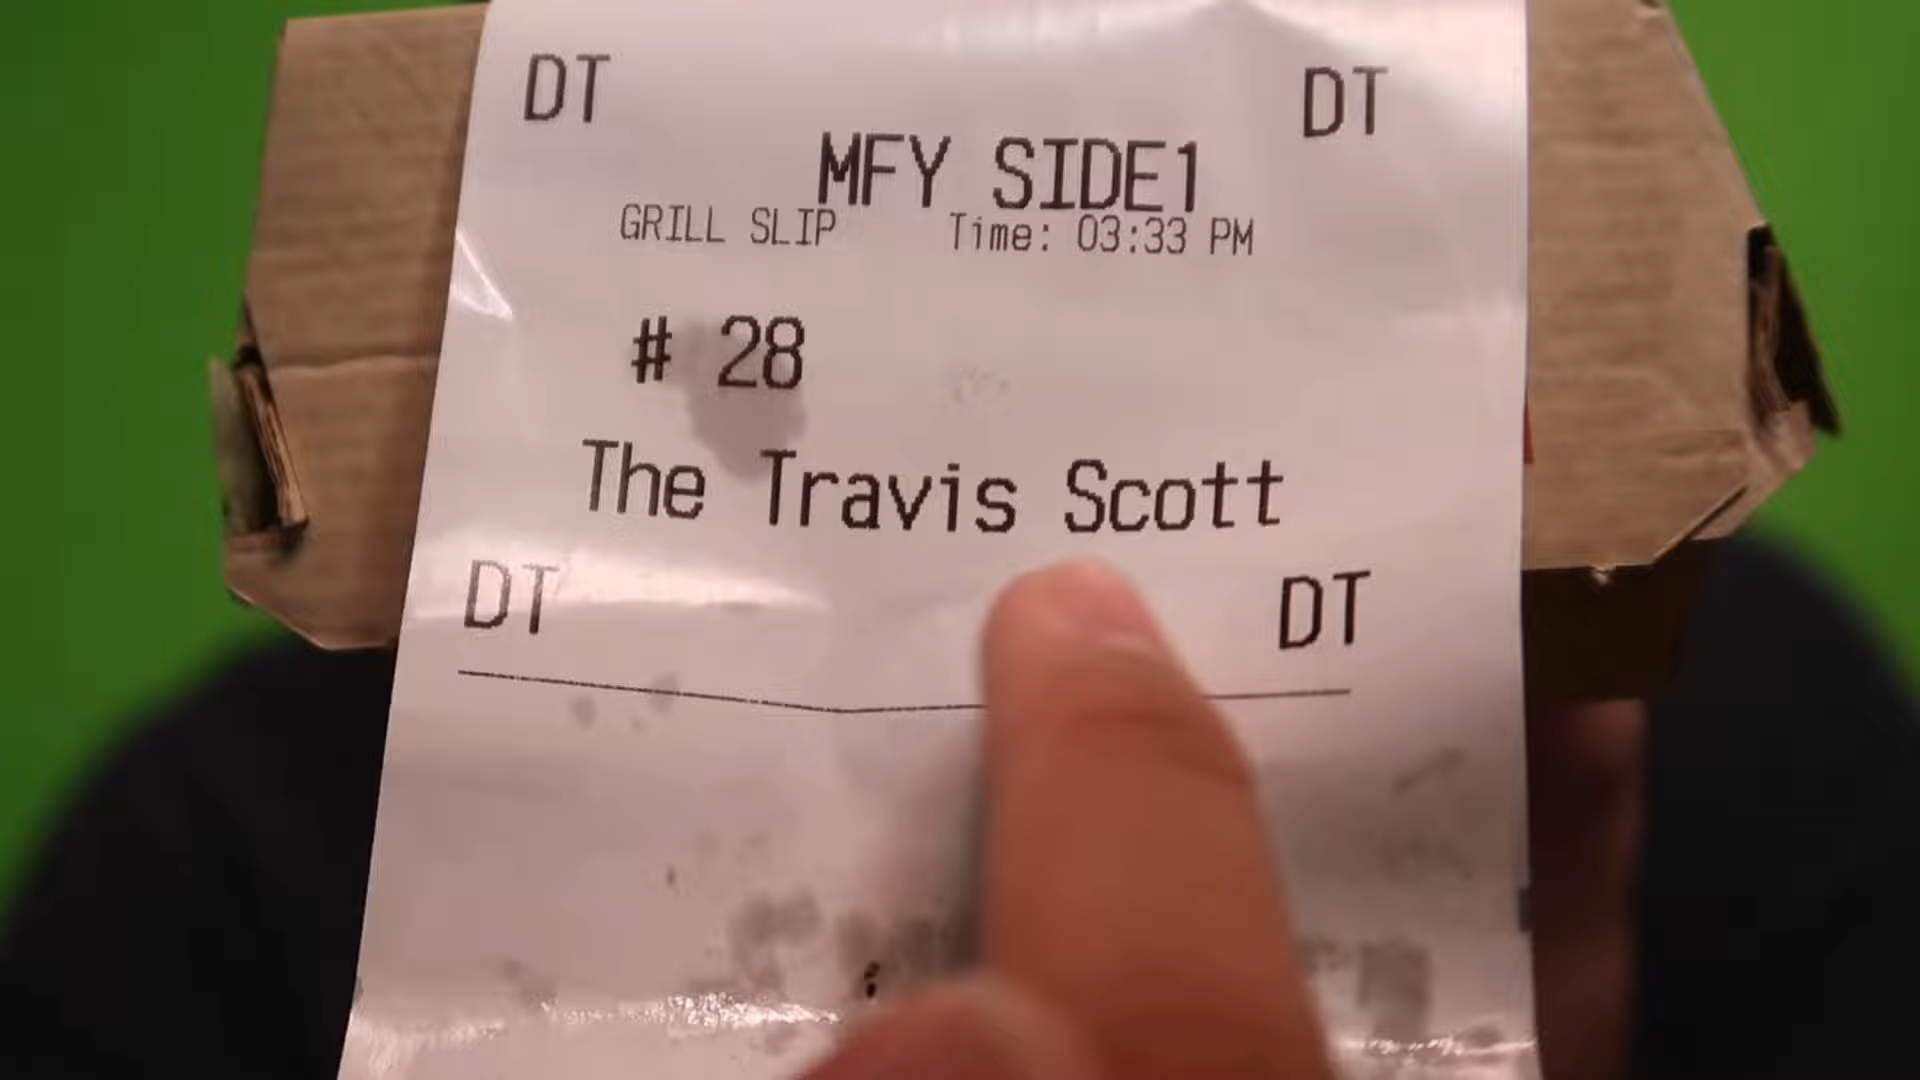 DT DT
MFY SIDE1
GRILL SLIP Time: 03:33 PM
# 28
The Travis Scott
DT DT